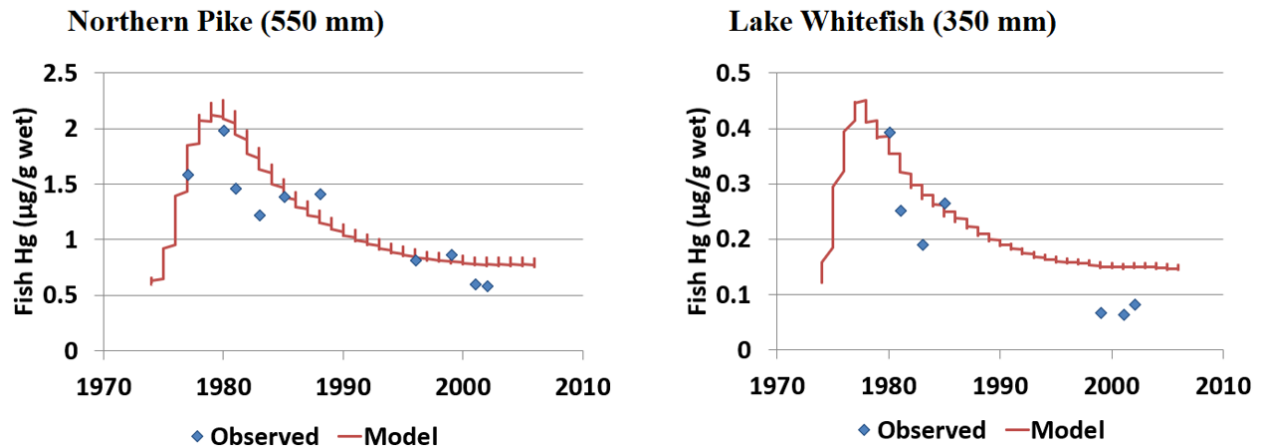 Northern Pike (550 mm)
Fish Hg (µg/g wet)
2.5
2
1.5
1
0.5
0
1970 1980 1990 2000 2010
Observed Model
Lake Whitefish (350 mm)
Fish Hg (µg/g wet)
0.5
0.4
0.3
0.2
0.1
0
1970 1980 1990 2000 2010
Observed Model